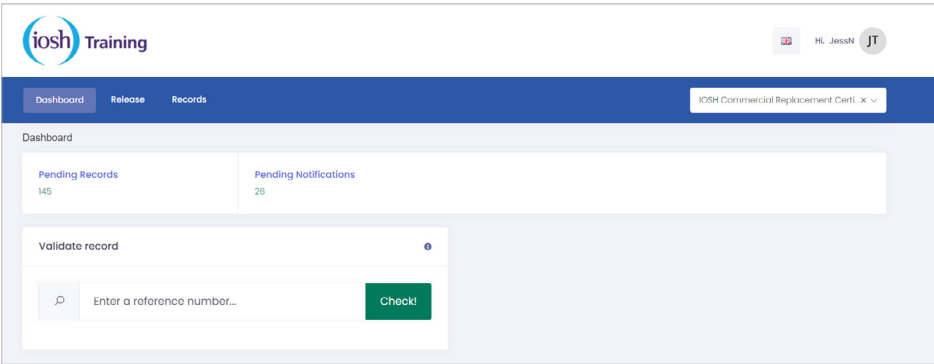 iosh Training
Hi, JessN JT
Dashboard Release Records
IOSH Commercial Replacement Certi... x
Dashboard
Pending Records Pending Notifications
145 26
Validate record
Enter a reference number... Check!